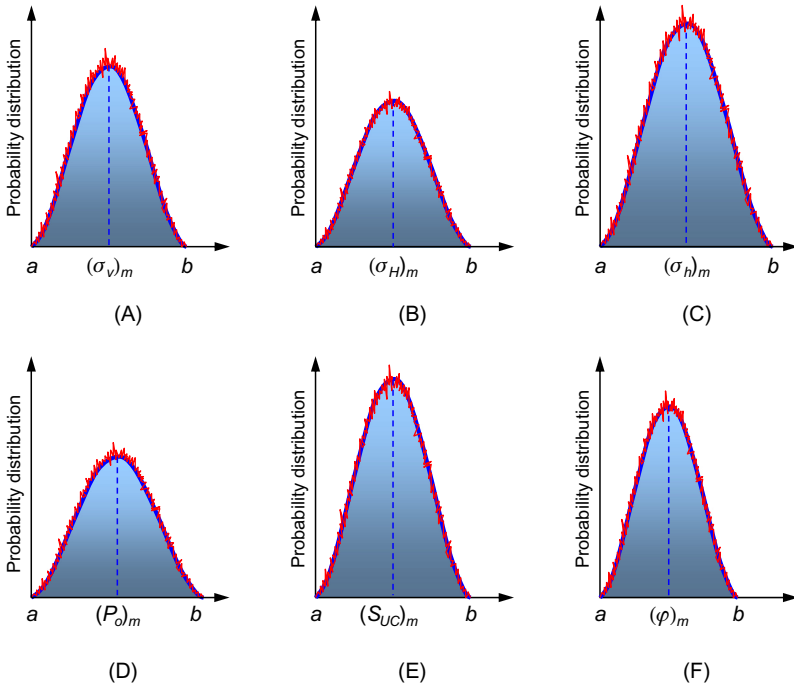 Probability distribution
a (σv)m b
(A)
Probability distribution
a (σH)m b
(B)
Probability distribution
a (σh)m b
(C)
Probability distribution
a (Po)m b
(D)
Probability distribution
a (SUC)m b
(E)
Probability distribution
a (φ)m b
(F)